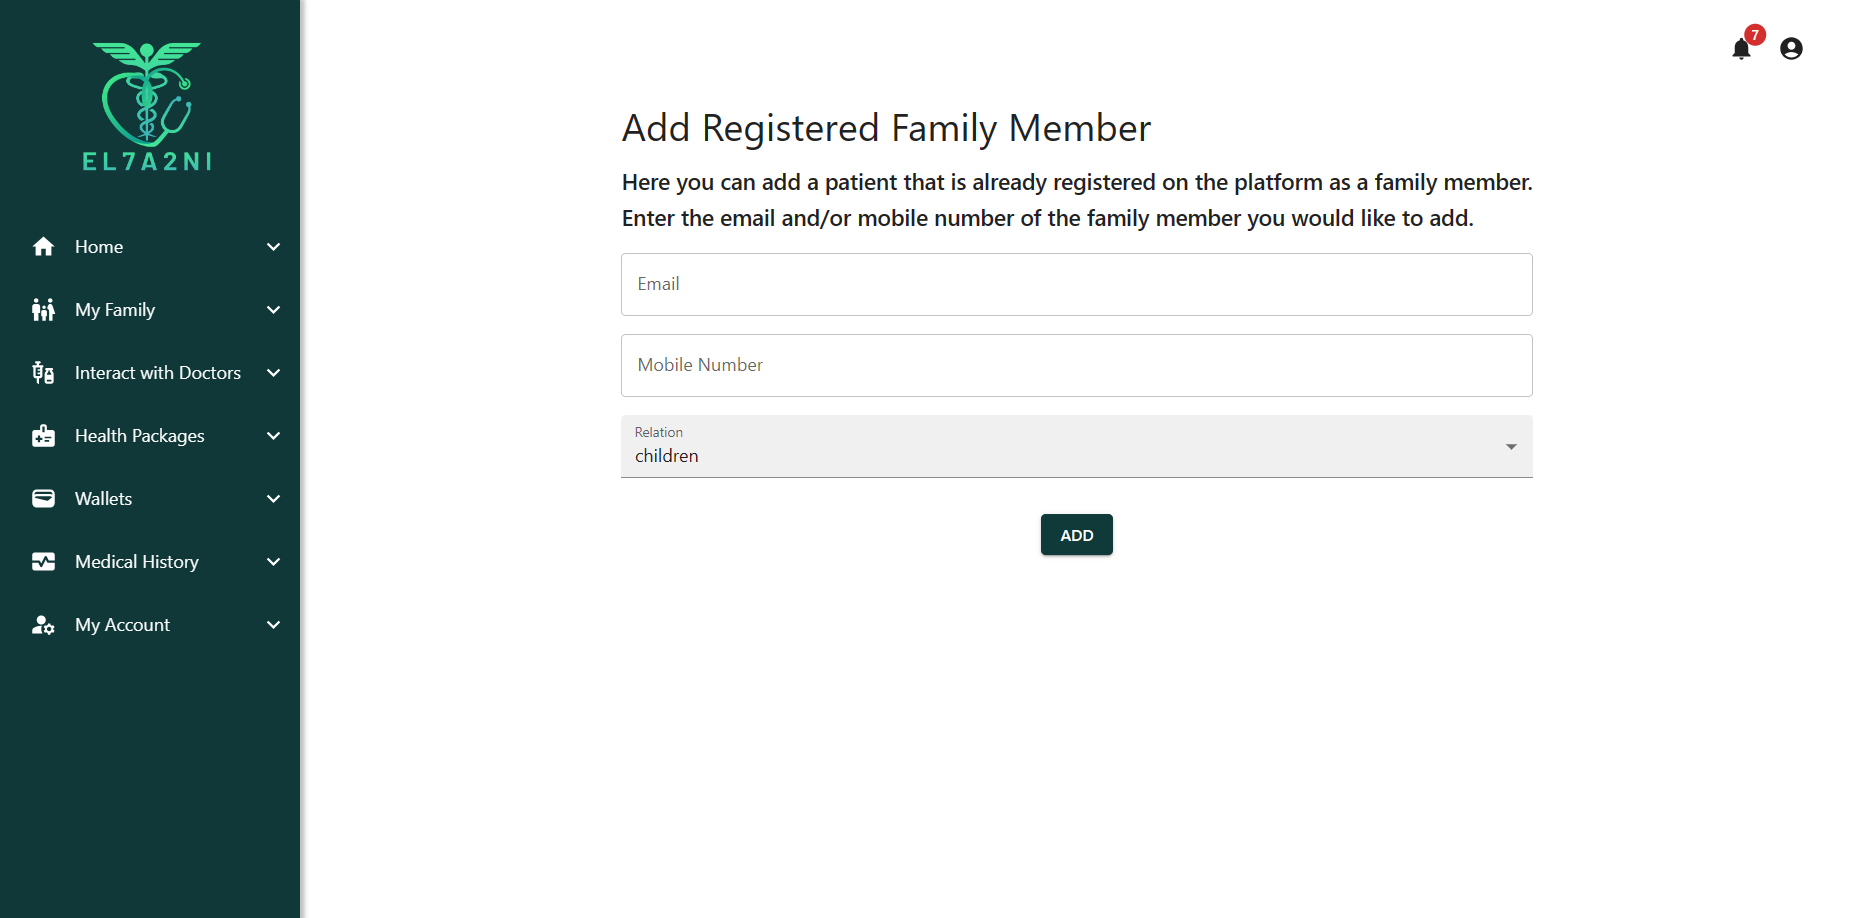 EL7A2NI
Home
My Family
Interact with Doctors
Health Packages
Wallets
Medical History
My Account
7
Add Registered Family Member
Here you can add a patient that is already registered on the platform as a family member.
Enter the email and/or mobile number of the family member you would like to add.
Email
Mobile Number
Relation
children
ADD